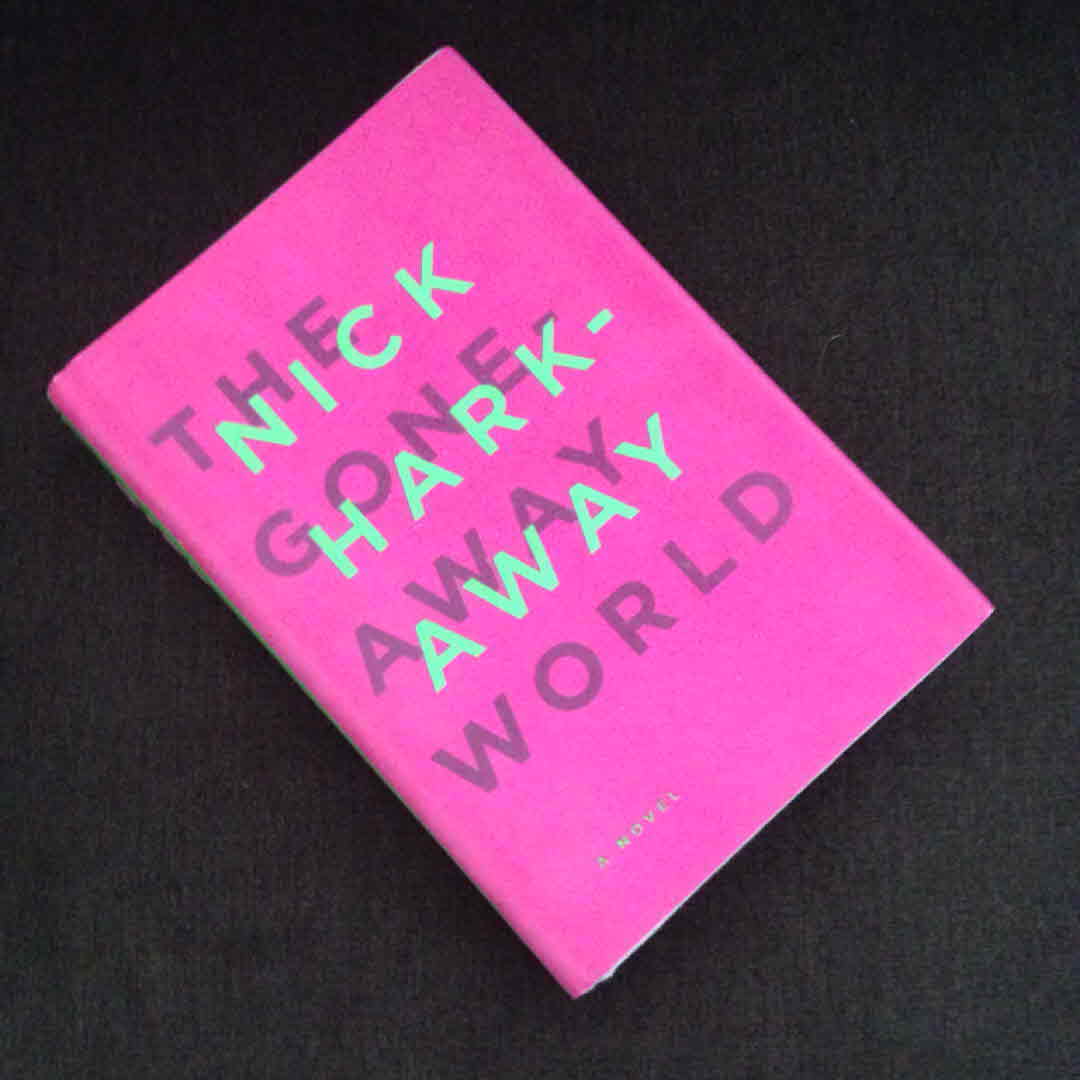 THE
GONE-
AWAY
WORLD
NICK
HARK-
AWAY
A NOVEL